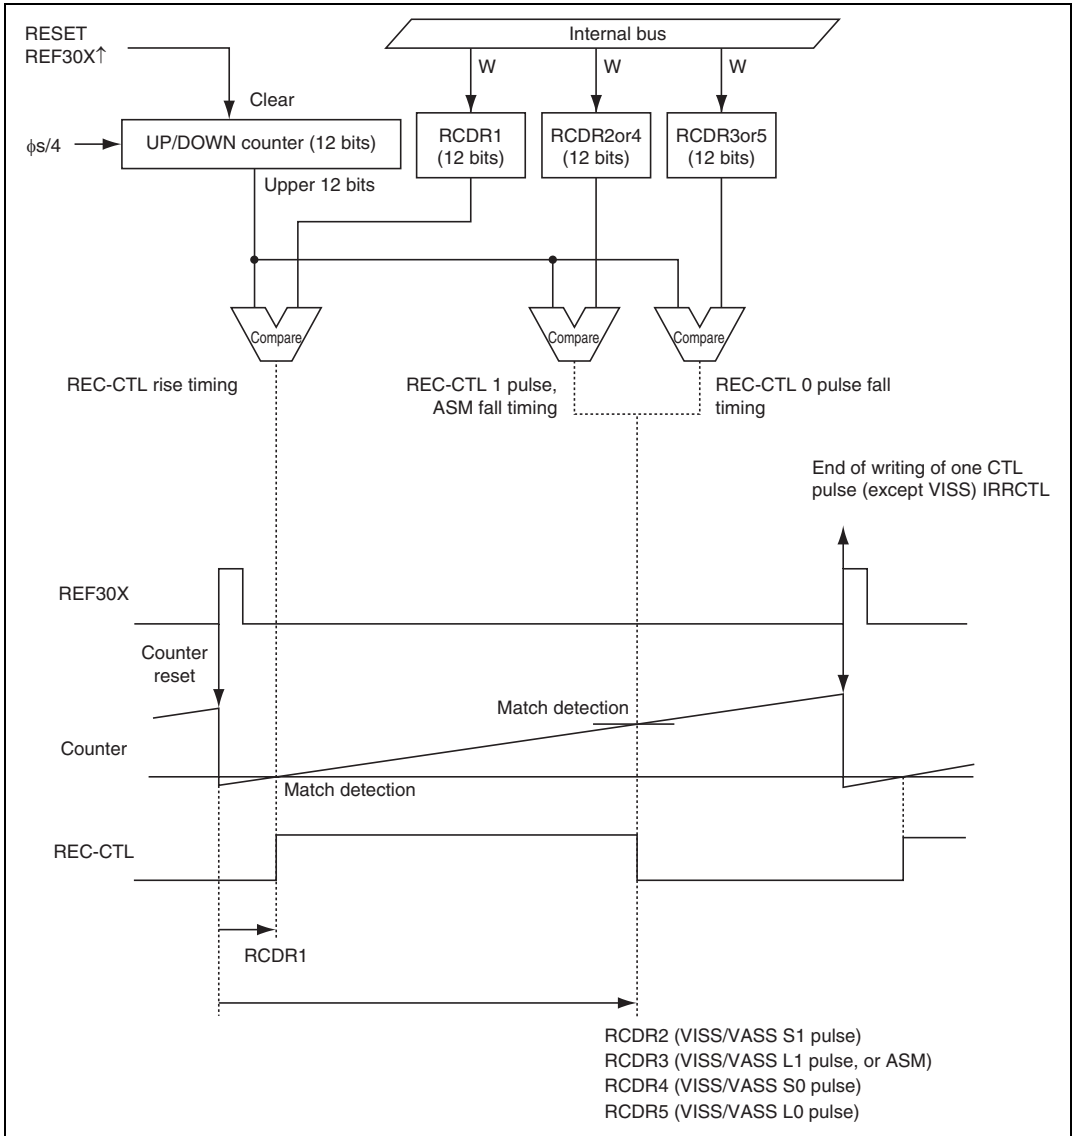 RESET
REF30X↑
Internal bus
W
W
W
Clear
ϕs/4
UP/DOWN counter (12 bits)
RCDR1
(12 bits)
RCDR2or4
(12 bits)
RCDR3or5
(12 bits)
Upper 12 bits
Compare
Compare
Compare
REC-CTL rise timing
REC-CTL 1 pulse,
ASM fall timing
REC-CTL 0 pulse fall
timing
End of writing of one CTL
pulse (except VISS) IRRCTL
REF30X
Counter
reset
Match detection
Counter
Match detection
REC-CTL
RCDR1
RCDR2 (VISS/VASS S1 pulse)
RCDR3 (VISS/VASS L1 pulse, or ASM)
RCDR4 (VISS/VASS S0 pulse)
RCDR5 (VISS/VASS L0 pulse)